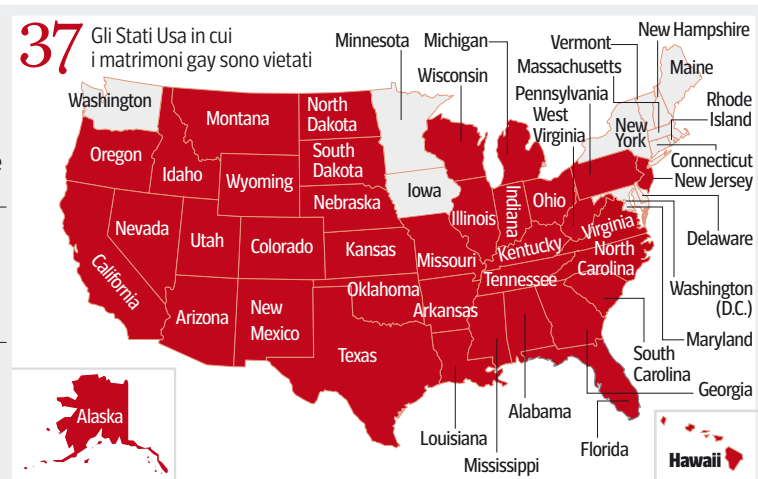 37 Gli Stati Usa in cui
i matrimoni gay sono vietati
Minnesota
Michigan
Wisconsin
Vermont
New Hampshire
Massachusetts
Maine
Pennsylvania
West
Virginia
Rhode
Island
New
York
Connecticut
New Jersey
Delaware
Washington
(D.C.)
Maryland
Washington
Montana
North
Dakota
Oregon
Idaho
Wyoming
South
Dakota
Nebraska
Iowa
Nevada
Utah
Colorado
Kansas
Illinois
Indiana
Ohio
Missouri
Kentucky
Virginia
North
Carolina
Tennessee
California
Arizona
New
Mexico
Oklahoma
Arkansas
Texas
South
Carolina
Georgia
Alabama
Florida
Louisiana
Mississippi
Alaska
Hawaii